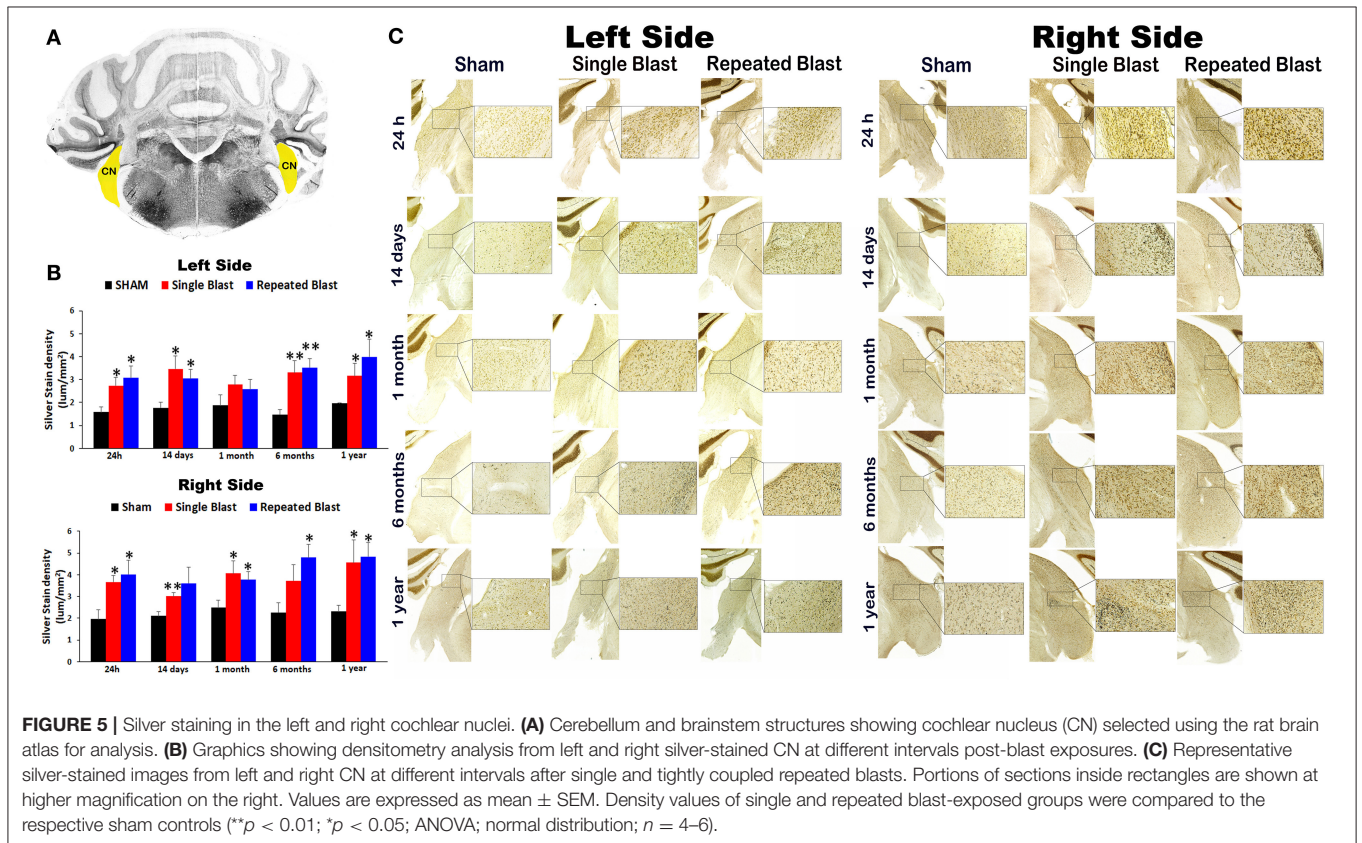 A
CN
CN
B
Left Side
SHAM Single Blast Repeated Blast
Silver Stain density
(lum/mm²)
6
5
4
3
2
1
0
* * * * ** ** * *
24h 14 days 1 month 6 months 1 year
Right Side
Sham Single Blast Repeated Blast
Silver Stain density
(lum/mm²)
6
5
4
3
2
1
0
* * ** * * * * *
24h 14 days 1 month 6 months 1 year
C
Left Side
Sham Single Blast Repeated Blast
24 h
14 days
1 month
6 months
1 year
Right Side
Sham Single Blast Repeated Blast
24 h
14 days
1 month
6 months
1 year
FIGURE 5 | Silver staining in the left and right cochlear nuclei. (A) Cerebellum and brainstem structures showing cochlear nucleus (CN) selected using the rat brain
atlas for analysis. (B) Graphics showing densitometry analysis from left and right silver-stained CN at different intervals post-blast exposures. (C) Representative
silver-stained images from left and right CN at different intervals after single and tightly coupled repeated blasts. Portions of sections inside rectangles are shown at
higher magnification on the right. Values are expressed as mean ± SEM. Density values of single and repeated blast-exposed groups were compared to the
respective sham controls (**p < 0.01; *p < 0.05; ANOVA; normal distribution; n = 4–6).